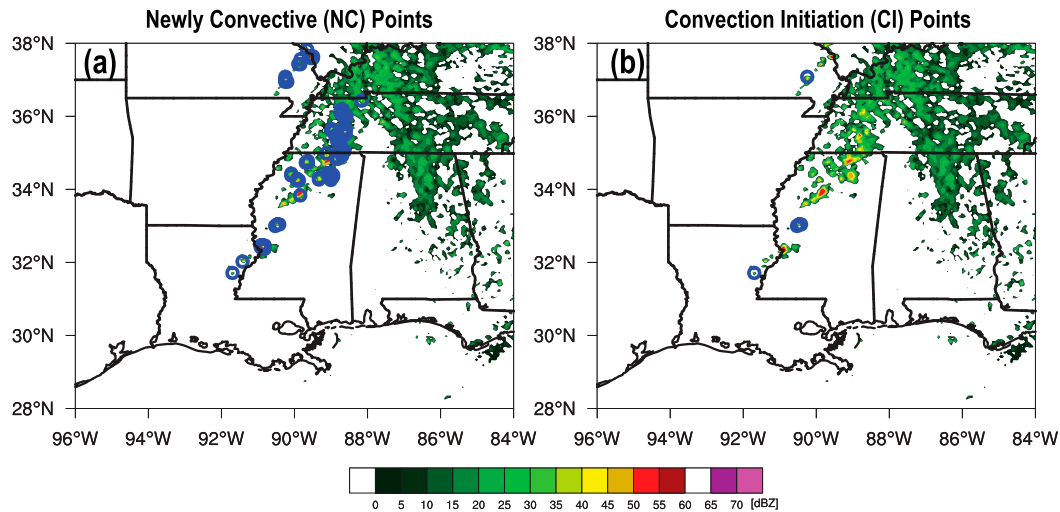 Newly Convective (NC) Points
Convection Initiation (CI) Points
(a)
38°N
36°N
34°N
32°N
30°N
28°N
96°W 94°W 92°W 90°W 88°W 86°W 84°W
(b)
38°N
36°N
34°N
32°N
30°N
28°N
96°W 94°W 92°W 90°W 88°W 86°W 84°W
0 5 10 15 20 25 30 35 40 45 50 55 60 65 70 [dBZ]